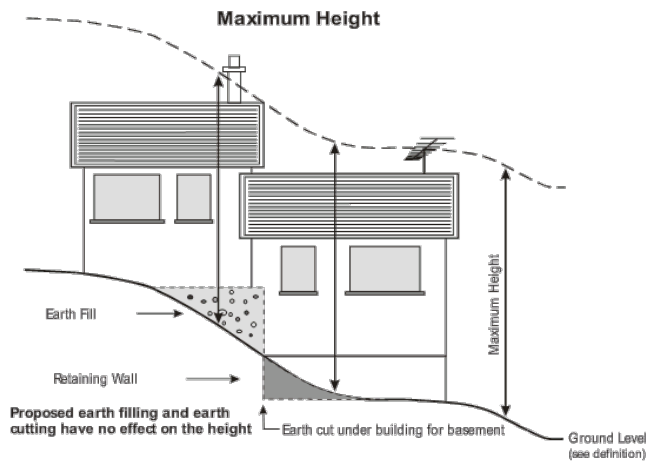 Maximum Height
Earth Fill
Maximum Height
Retaining Wall
Proposed earth filling and earth
cutting have no effect on the height
Earth cut under building for basement
Ground Level
(see definition)